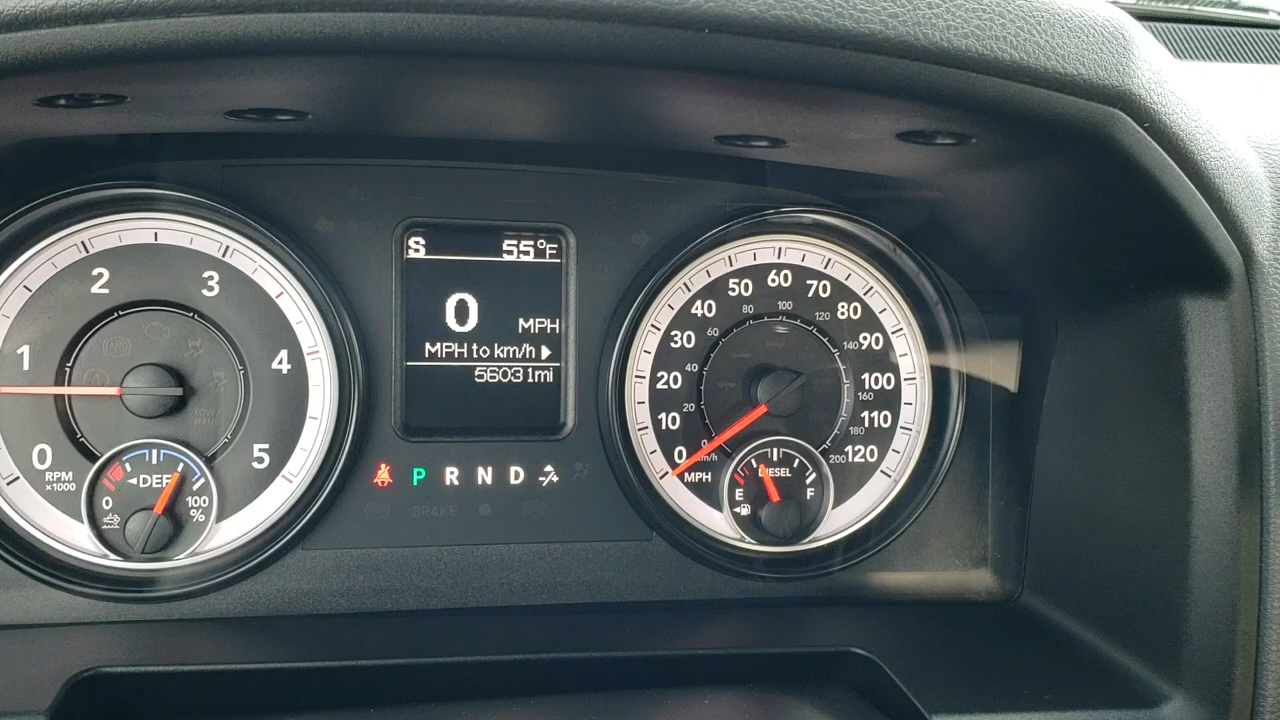 0
1
2
3
4
5
RPM
x1000
◄DEF
0
100
%
S 55°F
0 MPH
MPH to km/h ►
56031mi
P R N D
BRAKE
0
10
20
30
40
50
60
70
80
90
100
110
120
MPH
0
20
40
60
80
100
120
140
160
180
200
km/h
DIESEL
E F